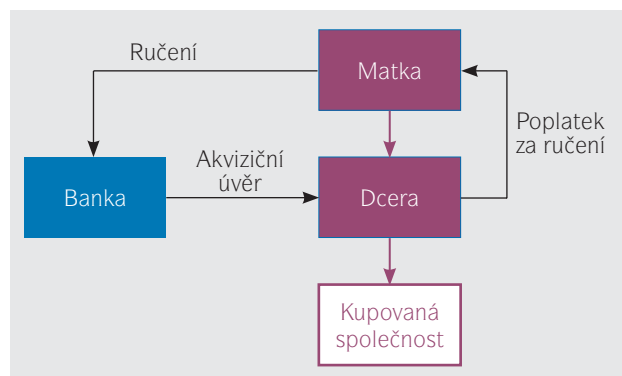 Ručení
Matka
Poplatek
za ručení
Akviziční
úvěr
Banka
Dcera
Kupovaná
společnost